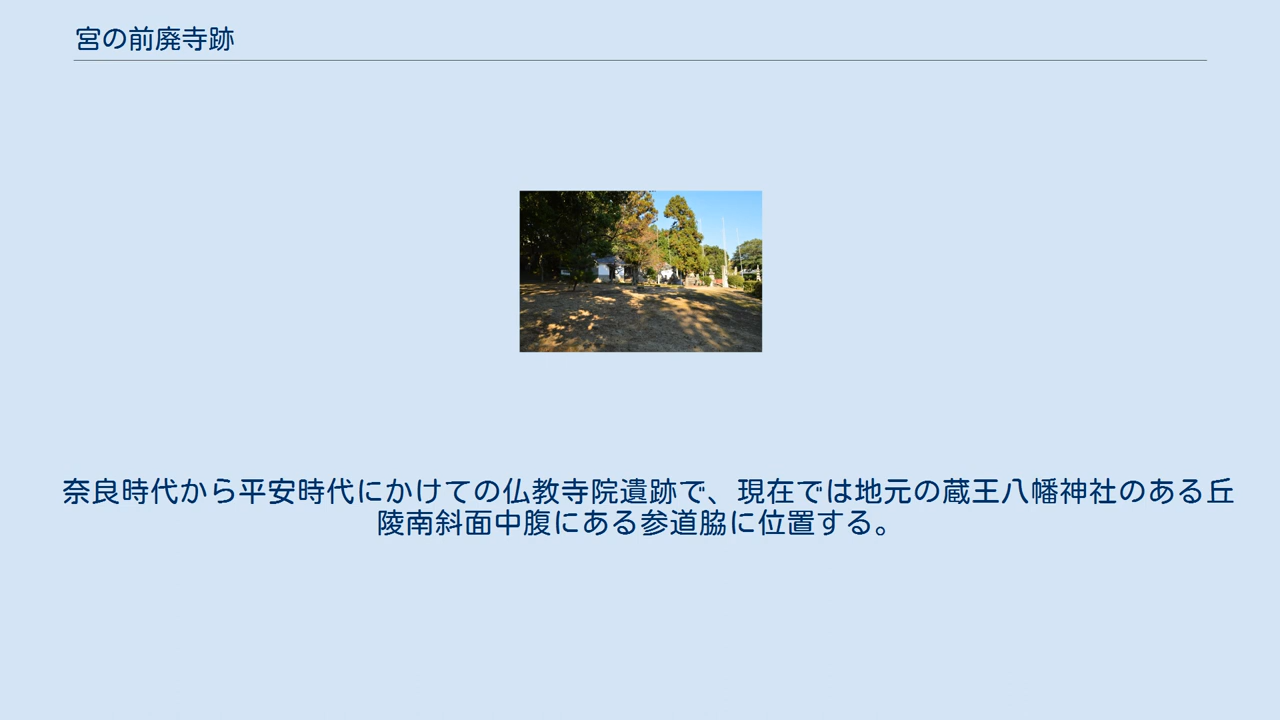 宮の前廃寺跡
奈良時代から平安時代にかけての仏教寺院遺跡で、現在では地元の蔵王八幡神社のある丘
陵南斜面中腹にある参道脇に位置する。